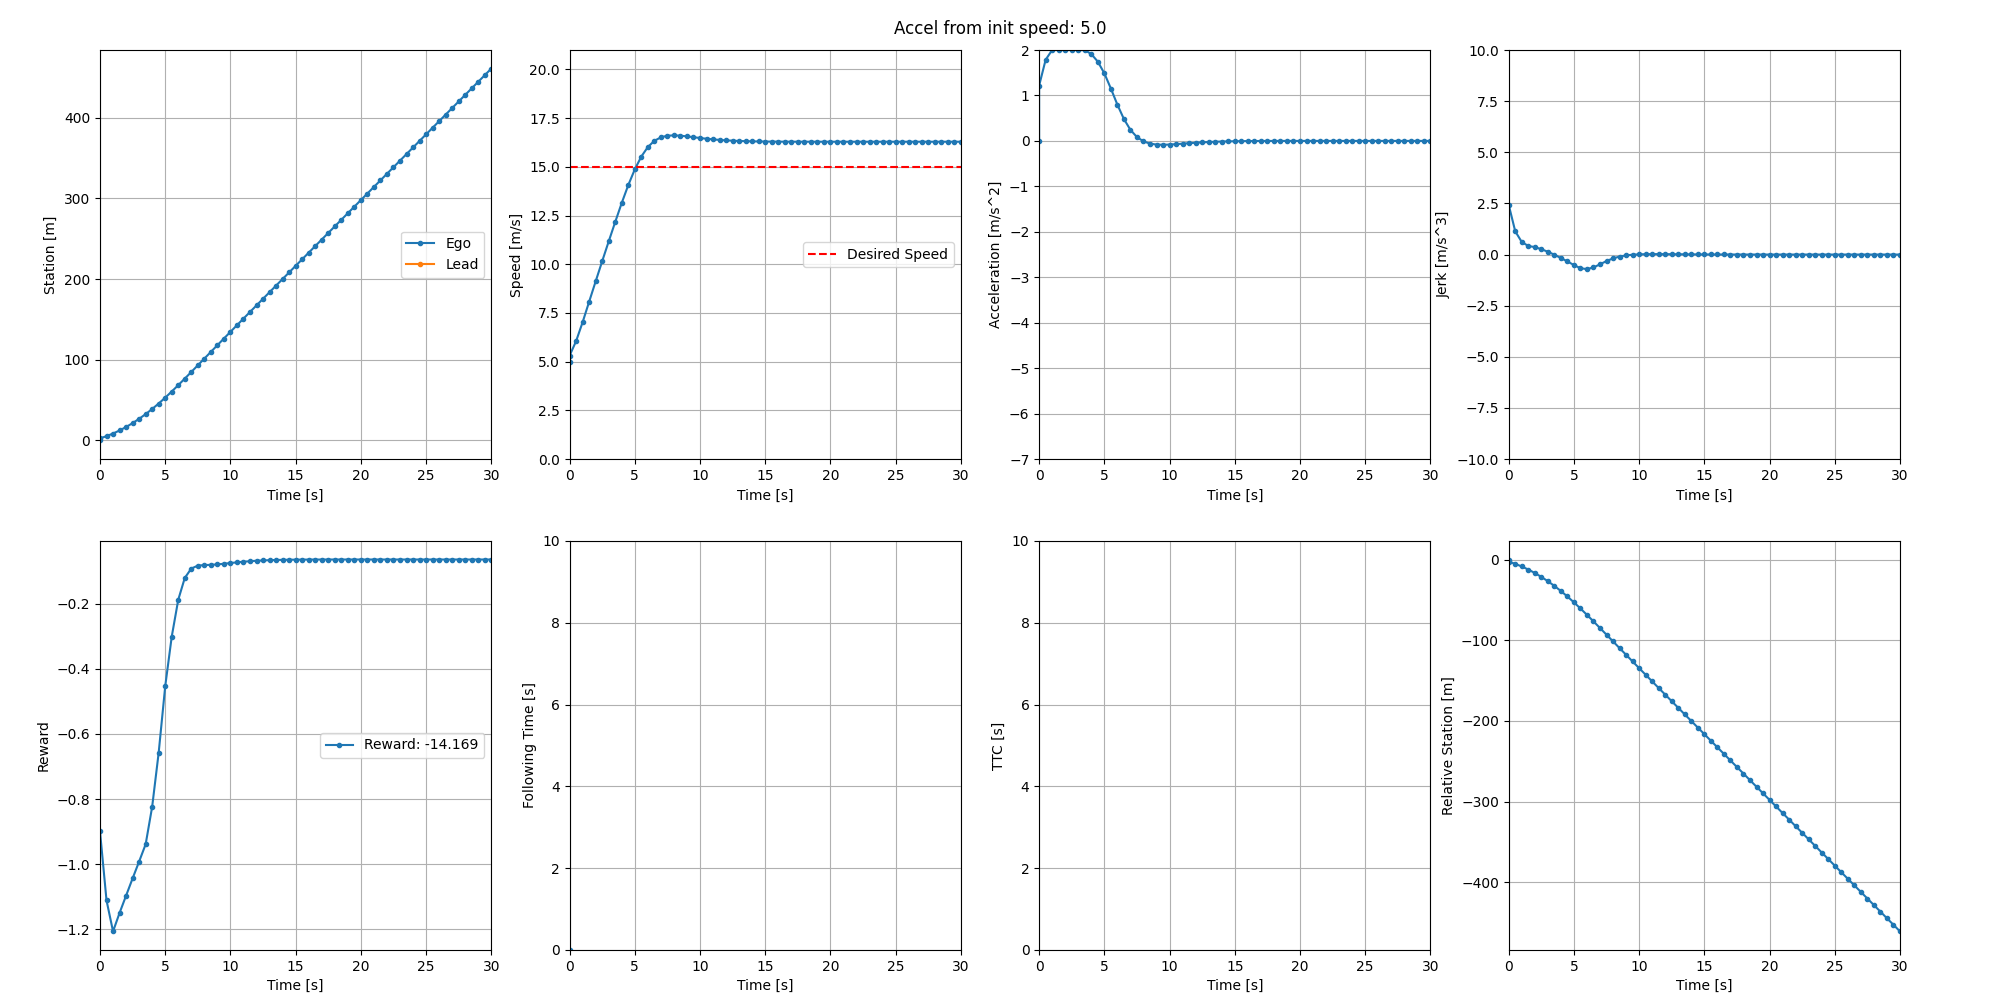 Accel from init speed: 5.0
400
300
200
100
0
Station [m]
0 5 10 15 20 25 30
Time [s]
Ego
Lead
20.0
17.5
15.0
12.5
10.0
7.5
5.0
2.5
0.0
Speed [m/s]
0 5 10 15 20 25 30
Time [s]
Desired Speed
2
1
0
−1
−2
−3
−4
−5
−6
−7
Acceleration [m/s^2]
0 5 10 15 20 25 30
Time [s]
10.0
7.5
5.0
2.5
0.0
−2.5
−5.0
−7.5
−10.0
Jerk [m/s^3]
0 5 10 15 20 25 30
Time [s]
−0.2
−0.4
−0.6
−0.8
−1.0
−1.2
Reward
0 5 10 15 20 25 30
Time [s]
Reward: -14.169
10
8
6
4
2
0
Following Time [s]
0 5 10 15 20 25 30
Time [s]
10
8
6
4
2
0
TTC [s]
0 5 10 15 20 25 30
Time [s]
0
−100
−200
−300
−400
Relative Station [m]
0 5 10 15 20 25 30
Time [s]